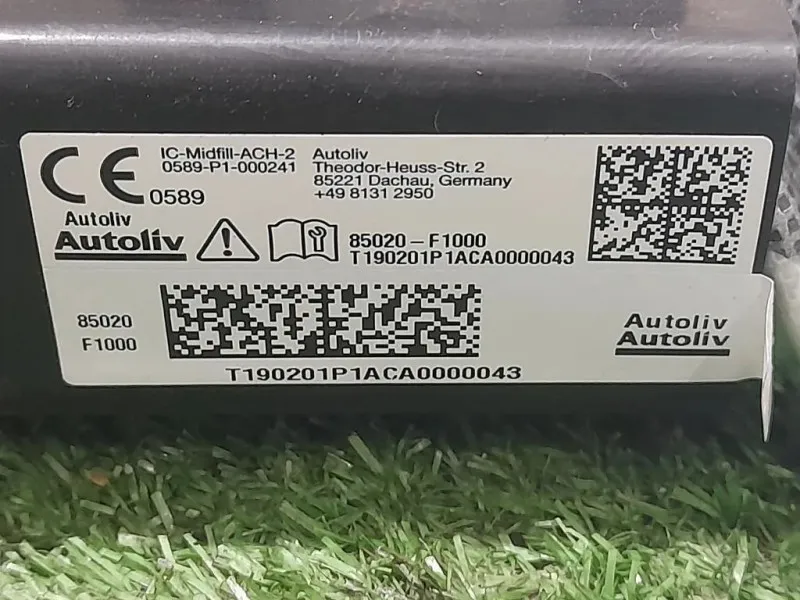 CE 0589
IC-Midfill-ACH-2
0589-P1-000241
Autoliv
Theodor-Heuss-Str. 2
85221 Dachau, Germany
+49 8131 2950
Autoliv
Autoliv
85020-F1000
T190201P1ACA0000043
85020
F1000
Autoliv
Autoliv
T190201P1ACA0000043